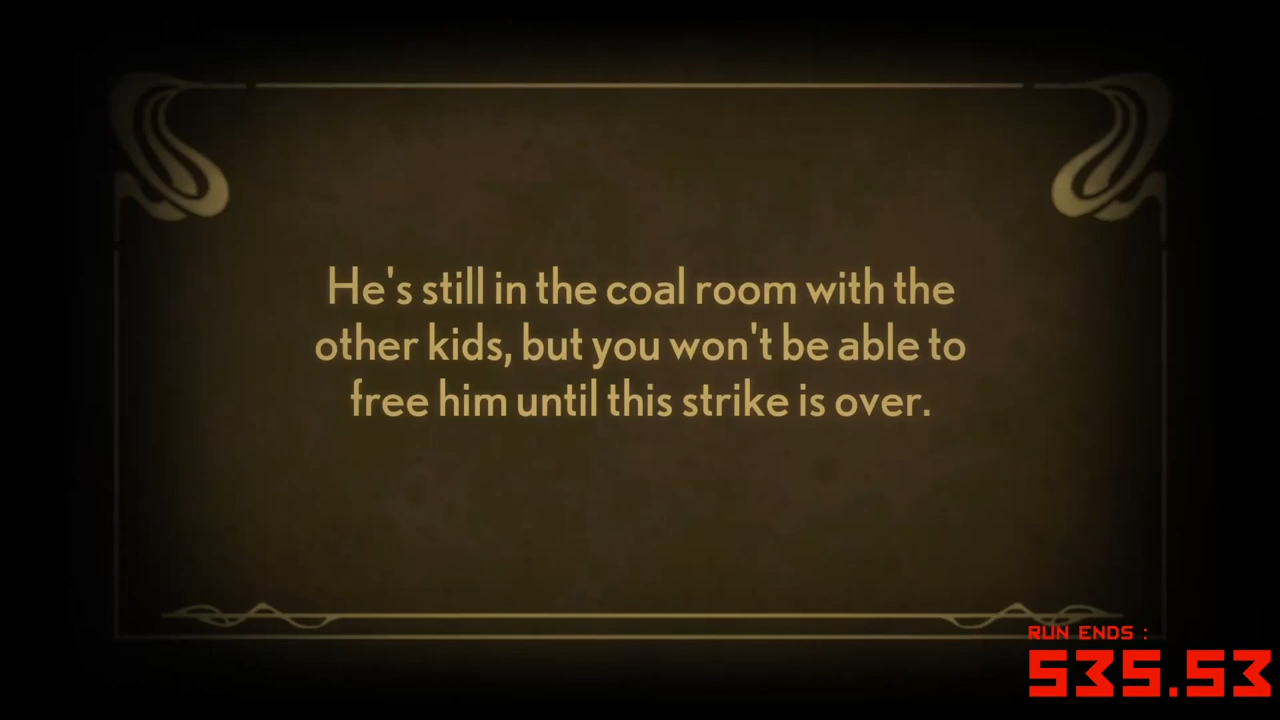 He's still in the coal room with the
other kids, but you won't be able to
free him until this strike is over.
RUN ENDS :
535.53